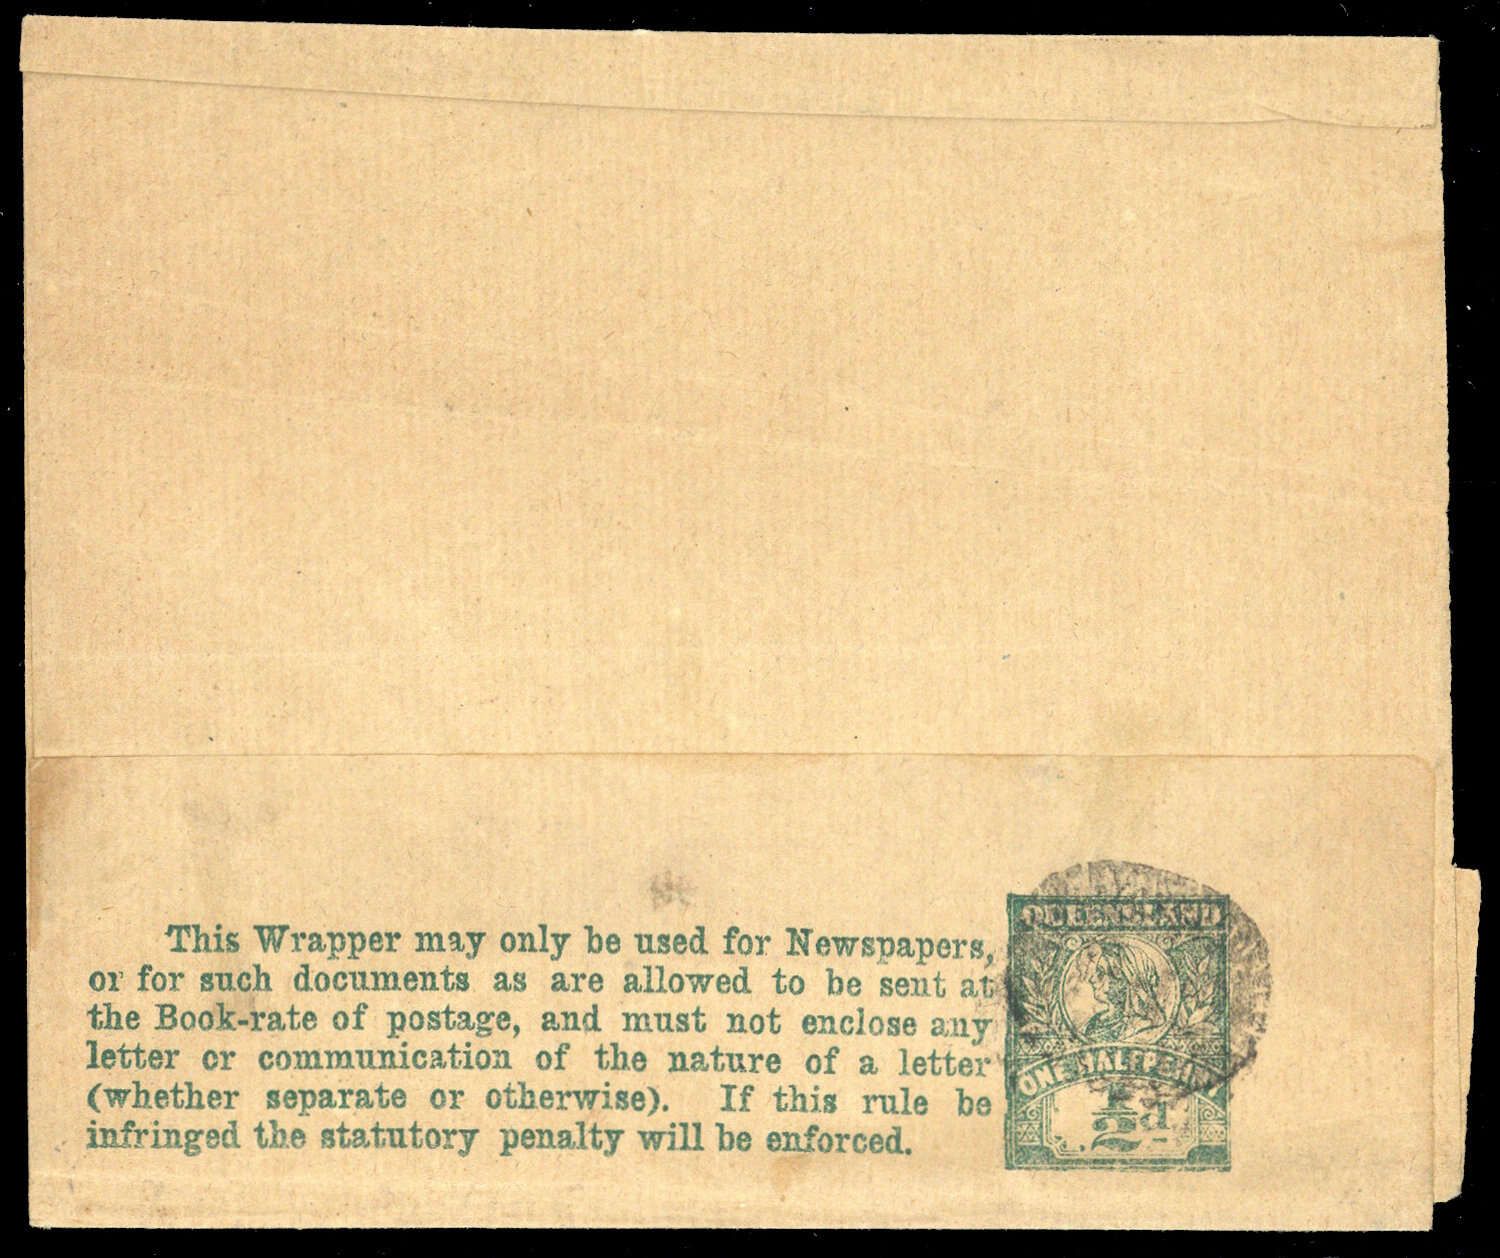 This Wrapper may only be used for Newspapers,
or for such documents as are allowed to be sent at
the Book-rate of postage, and must not enclose any
letter or communication of the nature of a letter
(whether separate or otherwise). If this rule be
infringed the statutory penalty will be enforced.
QUEENSLAND
ONE HALFPENNY
½d